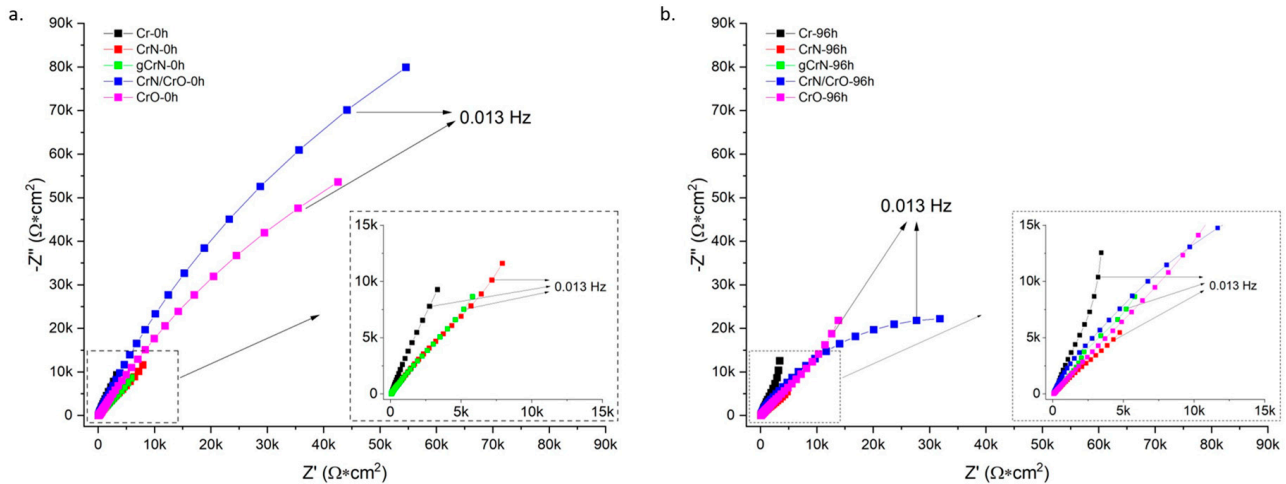 a.
90k
80k
70k
60k
50k
40k
30k
20k
10k
0
-Z'' (Ω∗cm²)
Cr-0h
CrN-0h
gCrN-0h
CrN/CrO-0h
CrO-0h
0.013 Hz
15k
10k
5k
0
0.013 Hz
0
5k
10k
15k
0
10k
20k
30k
40k
50k
60k
70k
80k
90k
Z' (Ω∗cm²)
b.
90k
80k
70k
60k
50k
40k
30k
20k
10k
0
-Z'' (Ω∗cm²)
Cr-96h
CrN-96h
gCrN-96h
CrN/CrO-96h
CrO-96h
0.013 Hz
15k
10k
5k
0
0.013 Hz
0
5k
10k
15k
0
10k
20k
30k
40k
50k
60k
70k
80k
90k
Z' (Ω∗cm²)